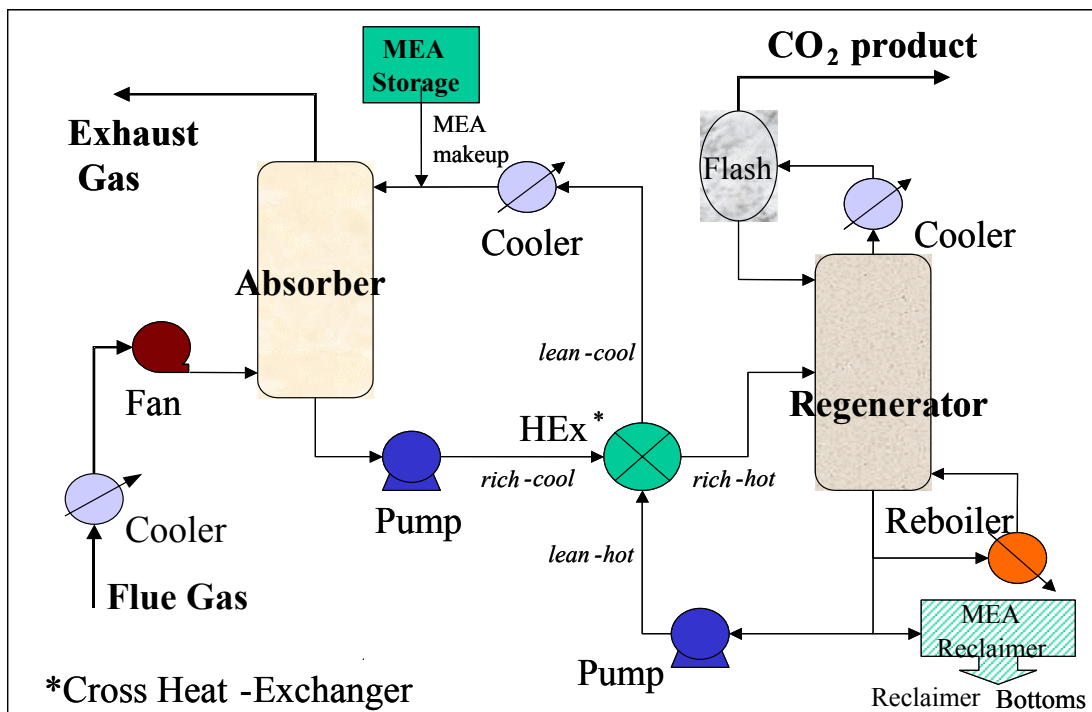 CO₂ product
MEA
Storage
Exhaust
Gas
MEA
makeup
Flash
Cooler
Cooler
Absorber
lean-cool
Fan
HEx *
Regenerator
rich-cool
rich-hot
Pump
Cooler
Reboiler
lean-hot
Flue Gas
MEA
Reclaimer
Pump
*Cross Heat -Exchanger
Reclaimer Bottoms